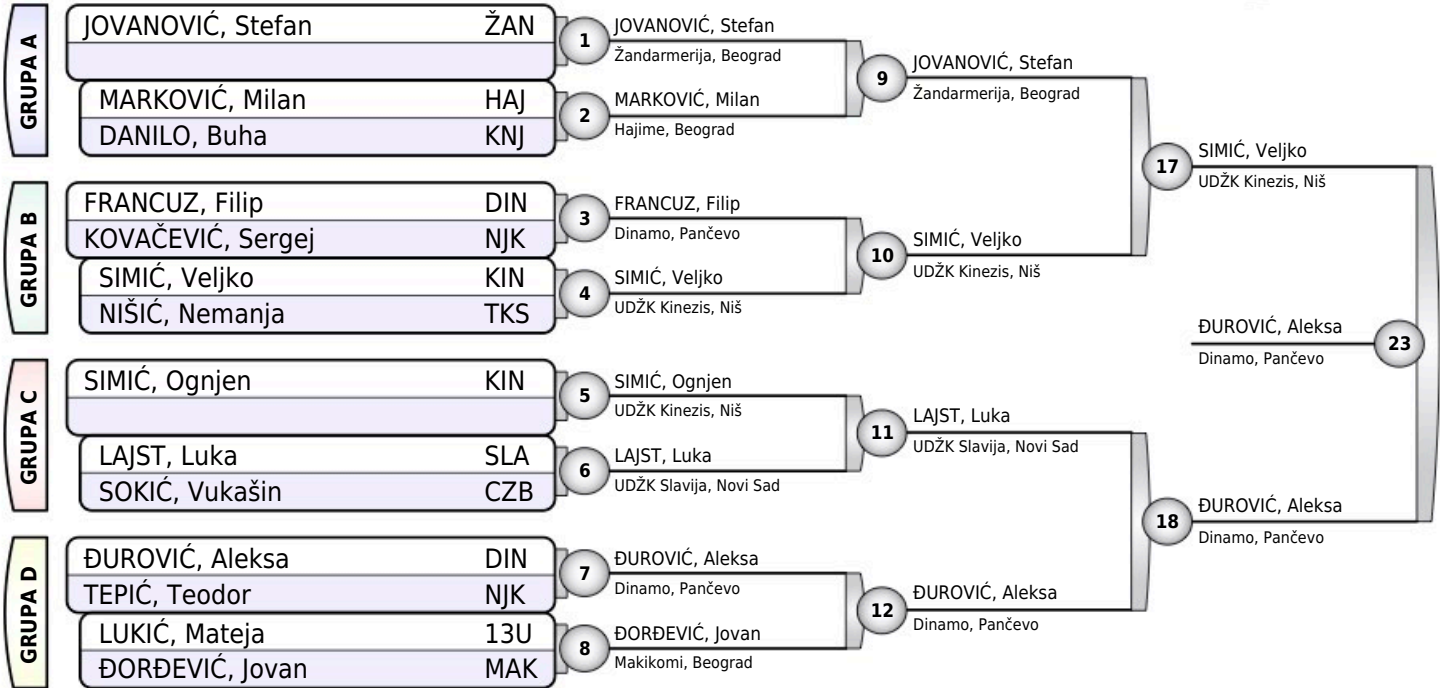 GRUPA A
JOVANOVIĆ, Stefan ŽAN
MARKOVIĆ, Milan HAJ
DANILO, Buha KNJ
GRUPA B
FRANCUZ, Filip DIN
KOVAČEVIĆ, Sergej NJK
SIMIĆ, Veljko KIN
NIŠIĆ, Nemanja TKS
GRUPA C
SIMIĆ, Ognjen KIN
LAJST, Luka SLA
SOKIĆ, Vukašin CZB
GRUPA D
ĐUROVIĆ, Aleksa DIN
TEPIĆ, Teodor NJK
LUKIĆ, Mateja 13U
ĐORĐEVIĆ, Jovan MAK
1
JOVANOVIĆ, Stefan
Žandarmerija, Beograd
2
MARKOVIĆ, Milan
Hajime, Beograd
3
FRANCUZ, Filip
Dinamo, Pančevo
4
SIMIĆ, Veljko
UDŽK Kinezis, Niš
5
SIMIĆ, Ognjen
UDŽK Kinezis, Niš
6
LAJST, Luka
UDŽK Slavija, Novi Sad
7
ĐUROVIĆ, Aleksa
Dinamo, Pančevo
8
ĐORĐEVIĆ, Jovan
Makikomi, Beograd
9
JOVANOVIĆ, Stefan
Žandarmerija, Beograd
10
SIMIĆ, Veljko
UDŽK Kinezis, Niš
11
LAJST, Luka
UDŽK Slavija, Novi Sad
12
ĐUROVIĆ, Aleksa
Dinamo, Pančevo
17
SIMIĆ, Veljko
UDŽK Kinezis, Niš
18
ĐUROVIĆ, Aleksa
Dinamo, Pančevo
ĐUROVIĆ, Aleksa
Dinamo, Pančevo
23